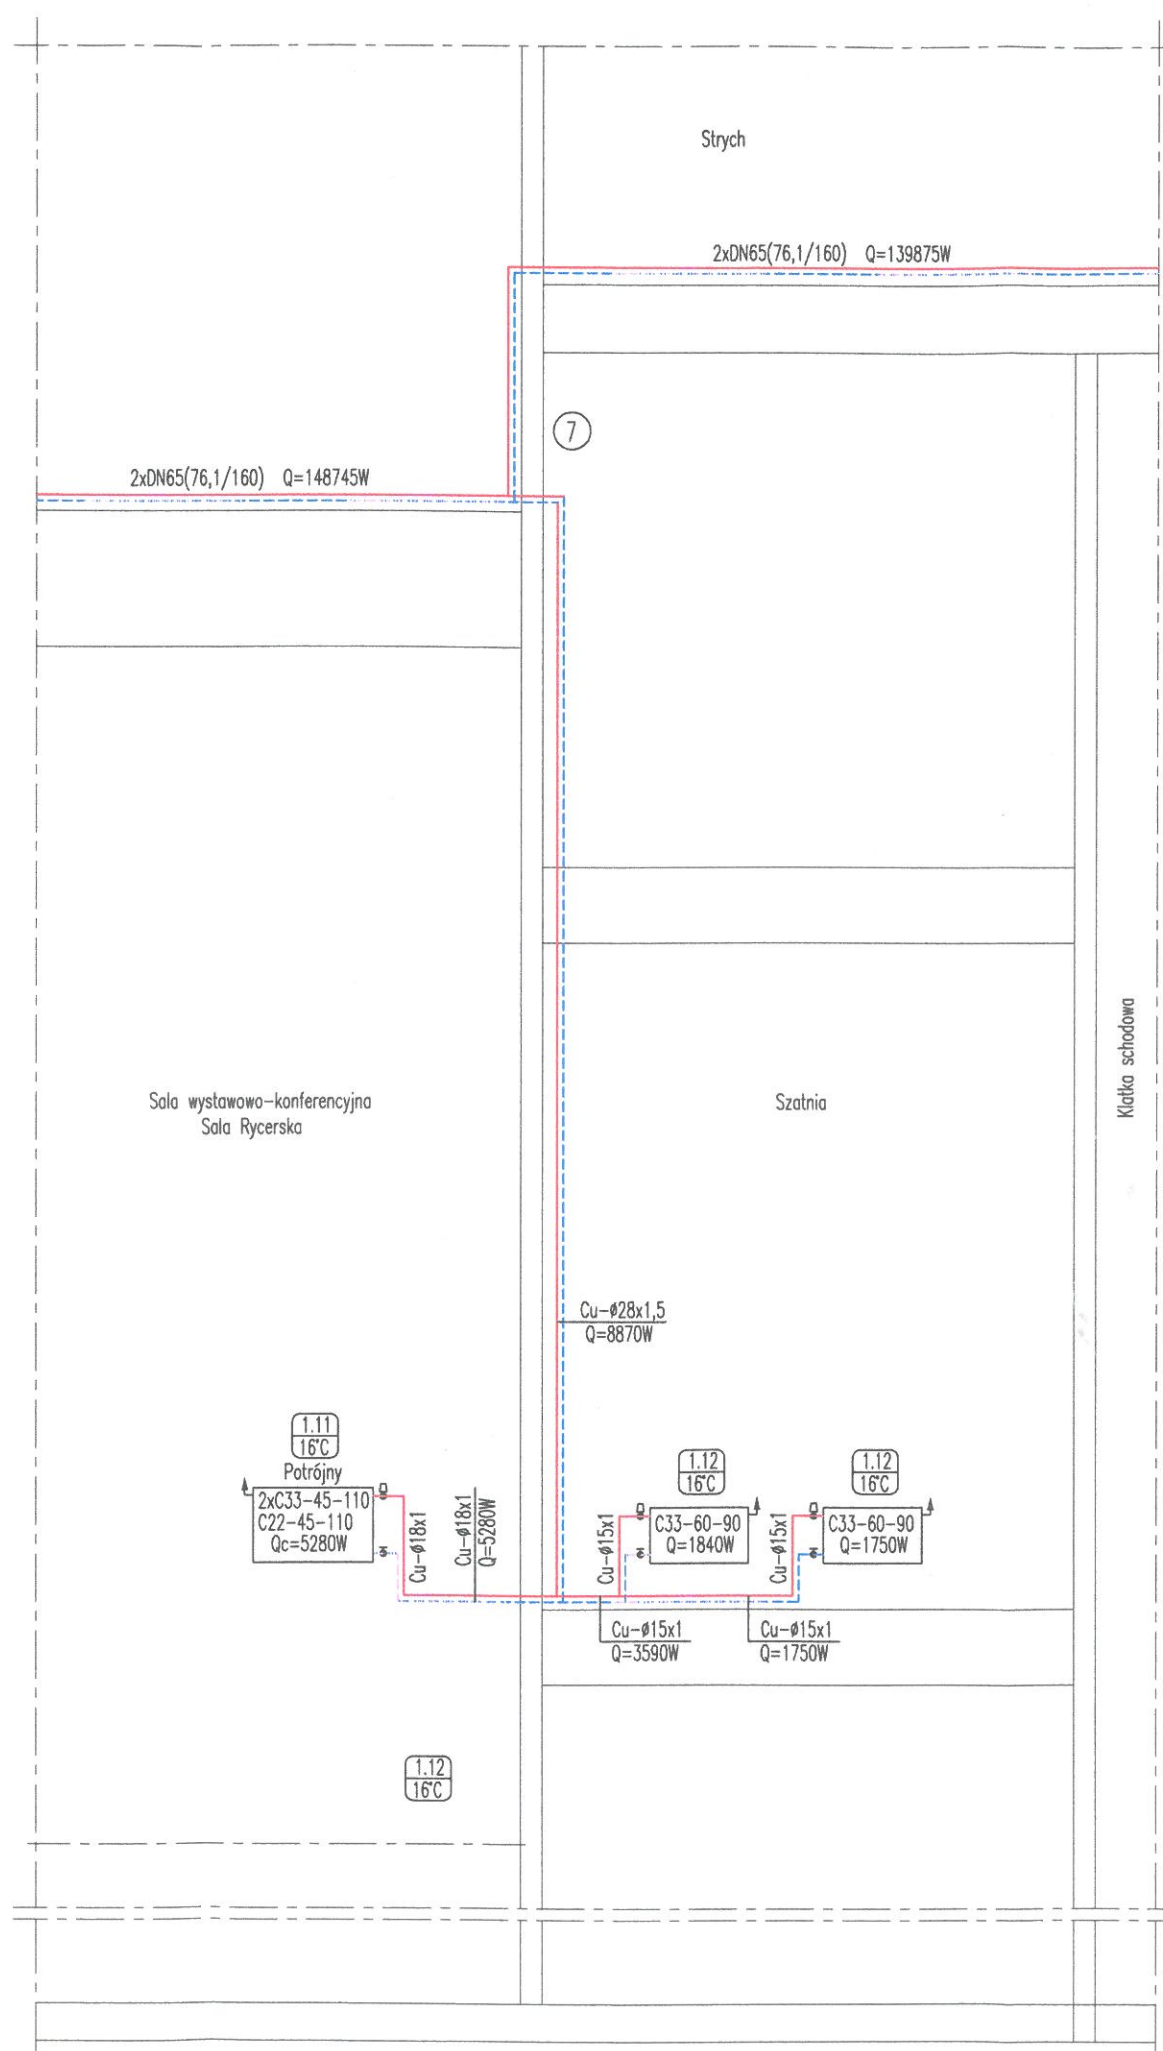 Strych
2xDN65(76,1/160) Q=139875W
7
2xDN65(76,1/160) Q=148745W
Klatka schodowa
Sala wystawowo-konferencyjna
Sala Rycerska
Szatnia
Cu-ø28x1,5
Q=8870W
1.11
16°C
Potrójny
2xC33-45-110
C22-45-110
Qc=5280W
Cu-ø18x1
Cu-ø18x1
Q=5280W
1.12
16°C
C33-60-90
Q=1840W
Cu-ø15x1
1.12
16°C
C33-60-90
Q=1750W
Cu-ø15x1
Cu-ø15x1
Q=3590W
Cu-ø15x1
Q=1750W
1.12
16°C